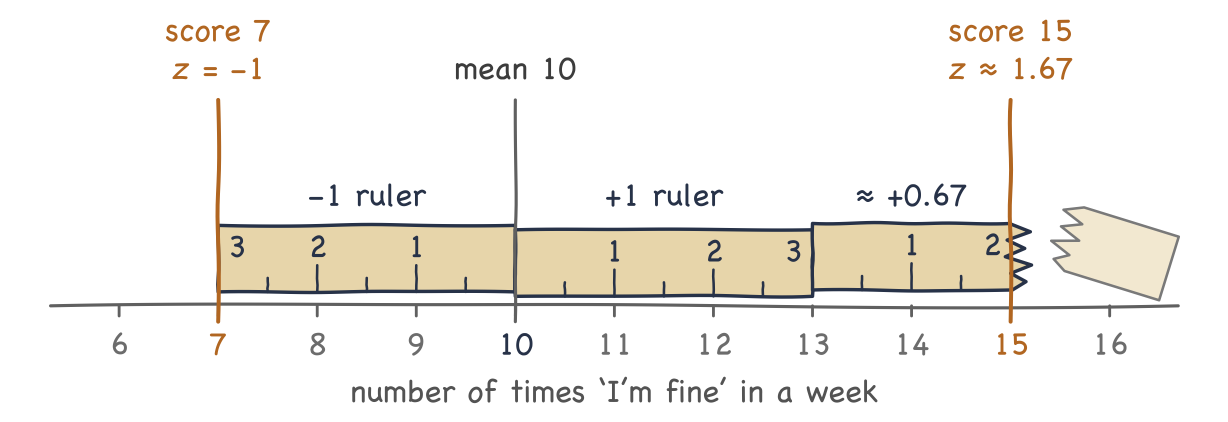 score 7
z = −1
mean 10
score 15
z ≈ 1.67
−1 ruler
+1 ruler
≈ +0.67
3 2 1
1 2 3
1 2
6 7 8 9 10 11 12 13 14 15 16
number of times ‘I’m fine’ in a week